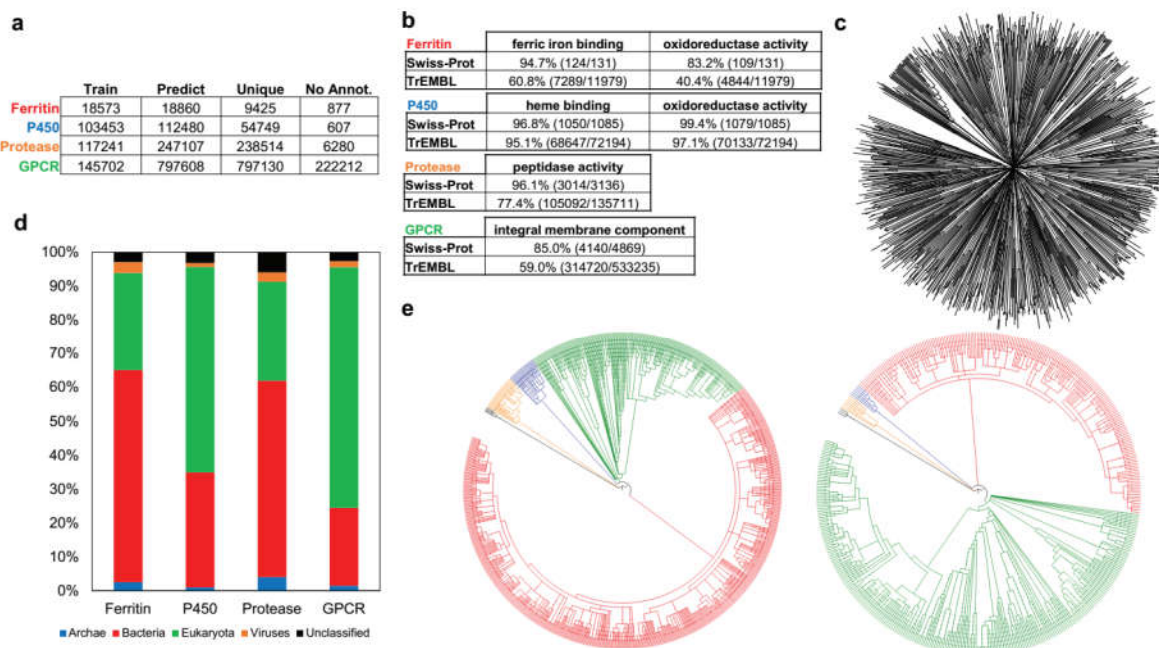 a
Train Predict Unique No Annot.
Ferritin 18573 18860 9425 877
P450 103453 112480 54749 607
Protease 117241 247107 238514 6280
GPCR 145702 797608 797130 222212
b
Ferritin ferric iron binding oxidoreductase activity
Swiss-Prot 94.7% (124/131) 83.2% (109/131)
TrEMBL 60.8% (7289/11979) 40.4% (4844/11979)
P450 heme binding oxidoreductase activity
Swiss-Prot 96.8% (1050/1085) 99.4% (1079/1085)
TrEMBL 95.1% (68647/72194) 97.1% (70133/72194)
Protease peptidase activity
Swiss-Prot 96.1% (3014/3136)
TrEMBL 77.4% (105092/135711)
GPCR integral membrane component
Swiss-Prot 85.0% (4140/4869)
TrEMBL 59.0% (314720/533235)
c
d
100%
90%
80%
70%
60%
50%
40%
30%
20%
10%
0%
Ferritin P450 Protease GPCR
Archae Bacteria Eukaryota Viruses Unclassified
e